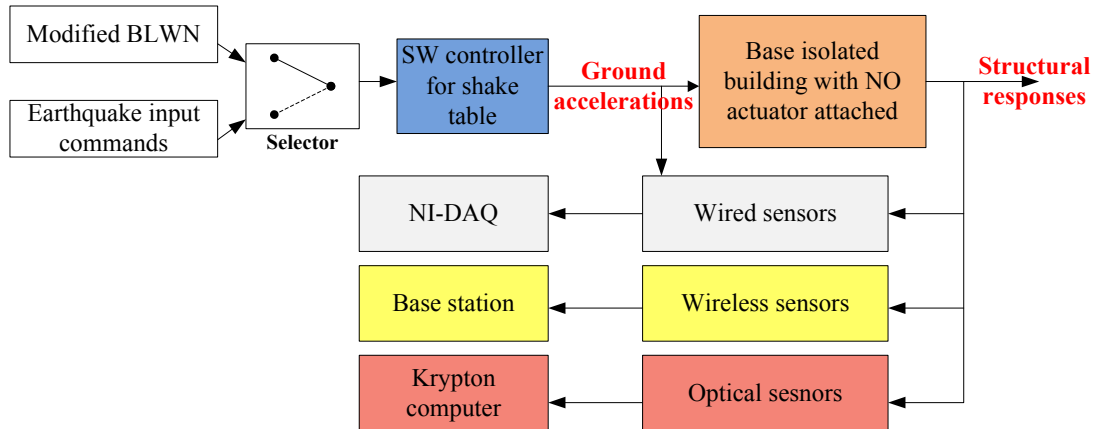 Modified BLWN
Earthquake input
commands
Selector
SW controller
for shake
table
Ground
accelerations
Base isolated
building with NO
actuator attached
Structural
responses
NI-DAQ
Wired sensors
Base station
Wireless sensors
Krypton
computer
Optical sesnors